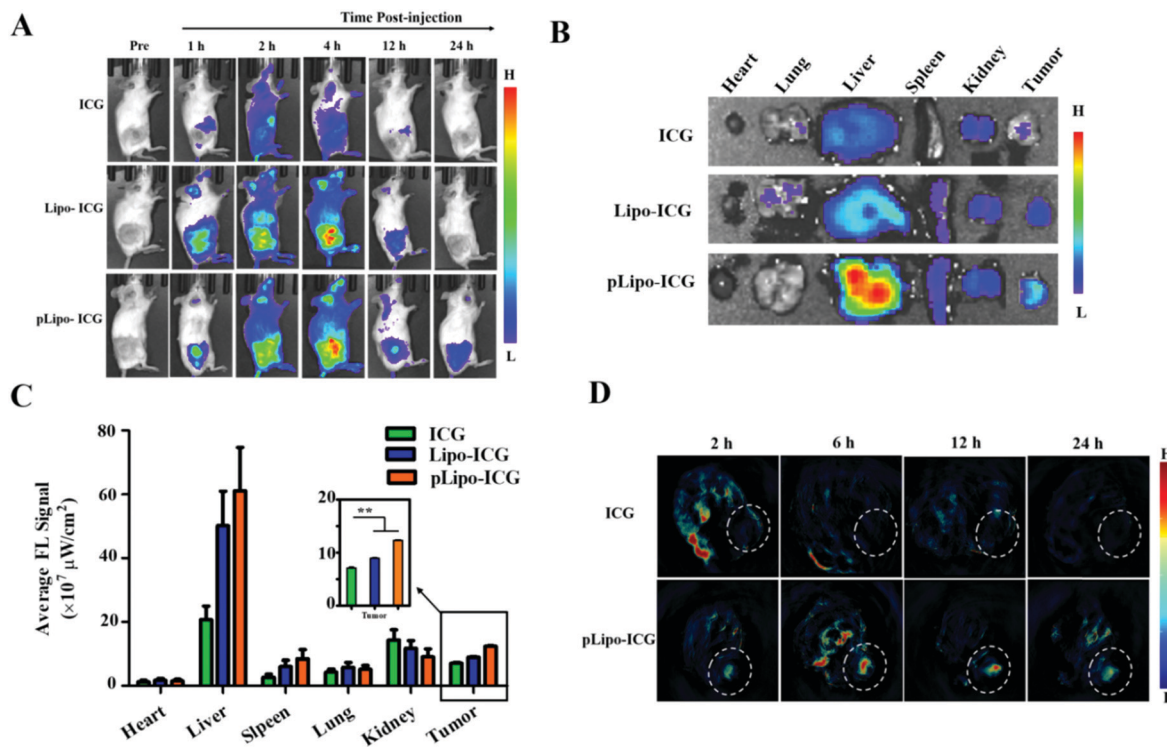 A
Time Post-injection
Pre 1 h 2 h 4 h 12 h 24 h
ICG
Lipo- ICG
pLipo- ICG
H
L
B
Heart Lung Liver Spleen Kidney Tumor
ICG
Lipo-ICG
pLipo-ICG
H
L
C
Average FL Signal
(×10⁷ μW/cm²)
80
60
40
20
0
ICG
Lipo-ICG
pLipo-ICG
20
10
0
**
Tumor
Heart Liver Slpeen Lung Kidney Tumor
D
2 h 6 h 12 h 24 h
ICG
pLipo-ICG